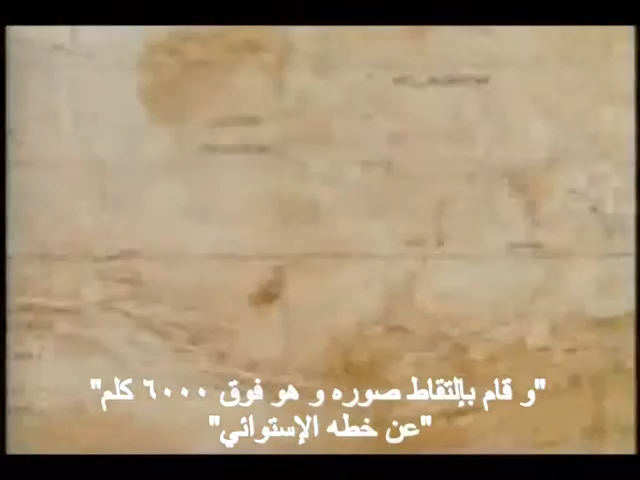 "و قام بإلتقاط صوره و هو فوق ٦٠٠٠ كلم"
"عن خطه الإستوائي"